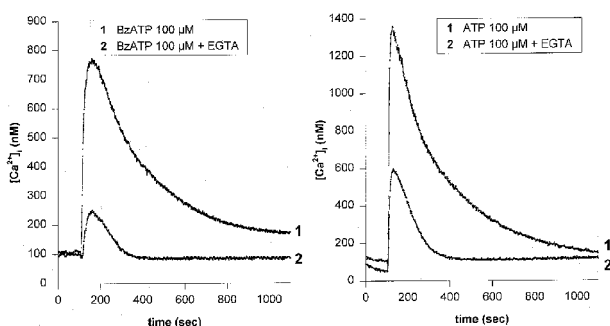 1 BzATP 100 µM
2 BzATP 100 µM + EGTA
900
800
700
600
500
400
300
200
100
0
[Ca²⁺]ᵢ (nM)
1
2
0 200 400 600 800 1000
time (sec)
1 ATP 100 µM
2 ATP 100 µM + EGTA
1400
1200
1000
800
600
400
200
0
[Ca²⁺]ᵢ (nM)
1
2
0 200 400 600 800 1000
time (sec)